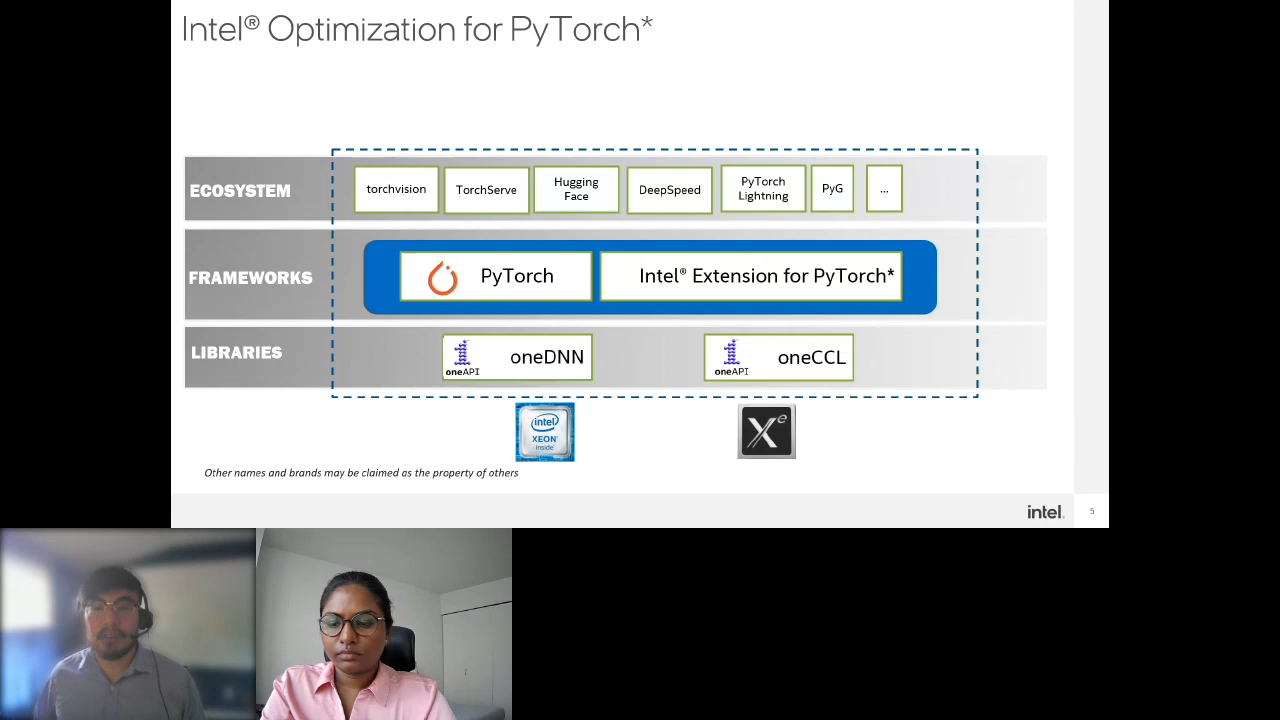 Intel® Optimization for PyTorch*
ECOSYSTEM
torchvision
TorchServe
Hugging
Face
DeepSpeed
PyTorch
Lightning
PyG
...
FRAMEWORKS
PyTorch
Intel® Extension for PyTorch*
LIBRARIES
oneAPI
oneDNN
oneAPI
oneCCL
intel
XEON
inside
Xe
Other names and brands may be claimed as the property of others
intel.
5